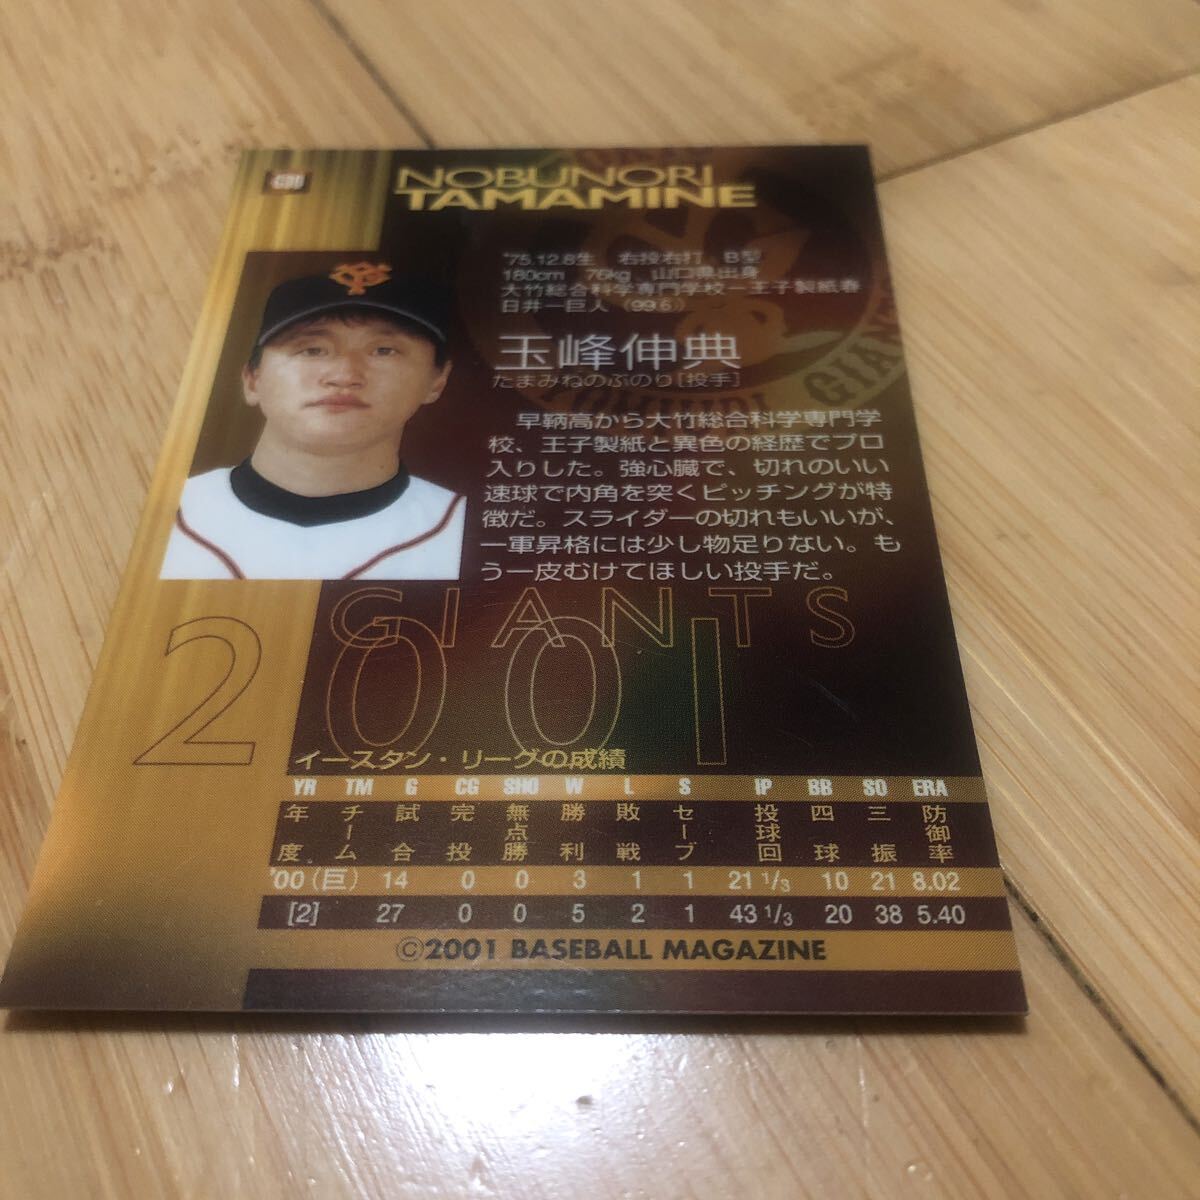 NOBUNORI
TAMAMINE
'75.12.8生 右投右打 B型
180cm 76kg 山口県出身
大竹総合科学専門学校ー王子製紙春
日井ー巨人 (99.6)
玉峰伸典
たまみねのぶのり[投手]
YOMIURI GIANTS
早鞆高から大竹総合科学専門学
校、王子製紙と異色の経歴でプロ
入りした。強心臓で、切れのいい
速球で内角を突くピッチングが特
徴だ。スライダーの切れもいいが、
一軍昇格には少し物足りない。も
う一皮むけてほしい投手だ。
GIANTS
2001
イースタン・リーグの成績
YR TM G CG SHO W L S IP BB SO ERA
年度 チーム 試合 完投 無点勝 勝利 敗戦 セーブ 投球回 四球 三振 防御率
'00 (巨) 14 0 0 3 1 1 21 1/3 10 21 8.02
[2] 27 0 0 5 2 1 43 1/3 20 38 5.40
©2001 BASEBALL MAGAZINE